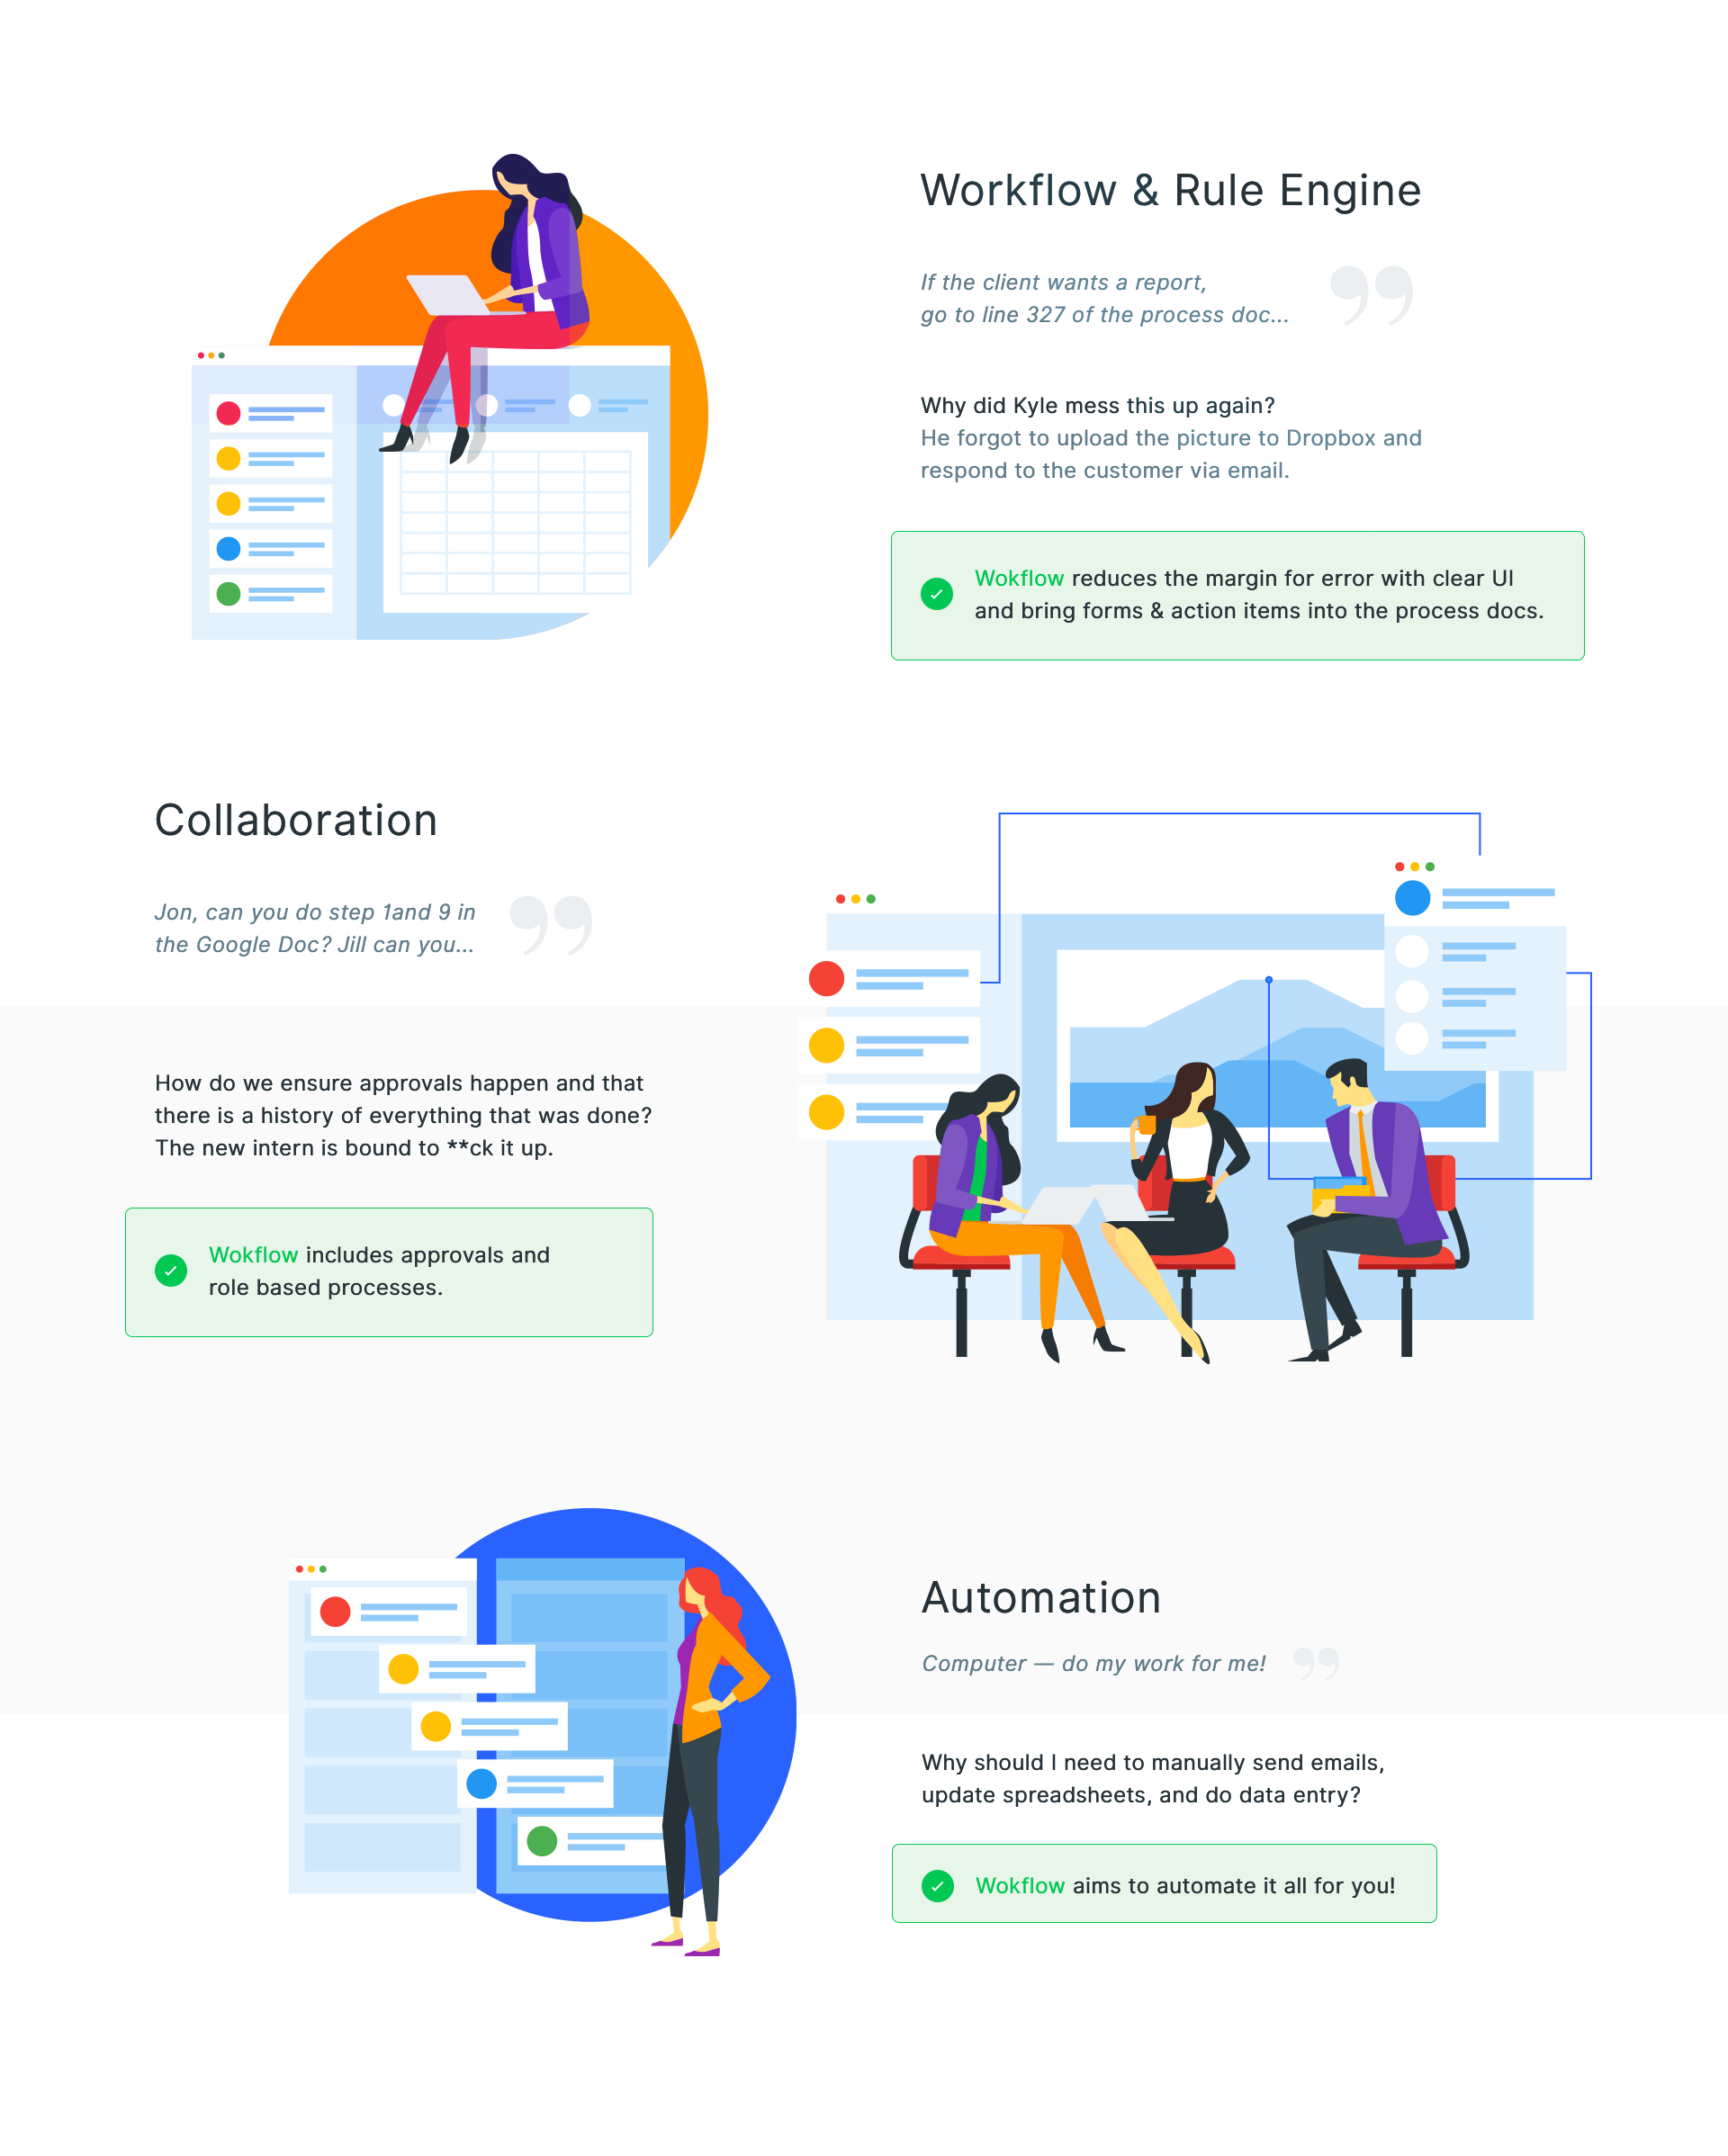 Workflow & Rule Engine
If the client wants a report,
go to line 327 of the process doc...
Why did Kyle mess this up again?
He forgot to upload the picture to Dropbox and
respond to the customer via email.
Wokflow reduces the margin for error with clear UI
and bring forms & action items into the process docs.
Collaboration
Jon, can you do step 1and 9 in
the Google Doc? Jill can you...
How do we ensure approvals happen and that
there is a history of everything that was done?
The new intern is bound to **ck it up.
Wokflow includes approvals and
role based processes.
Automation
Computer — do my work for me!
Why should I need to manually send emails,
update spreadsheets, and do data entry?
Wokflow aims to automate it all for you!